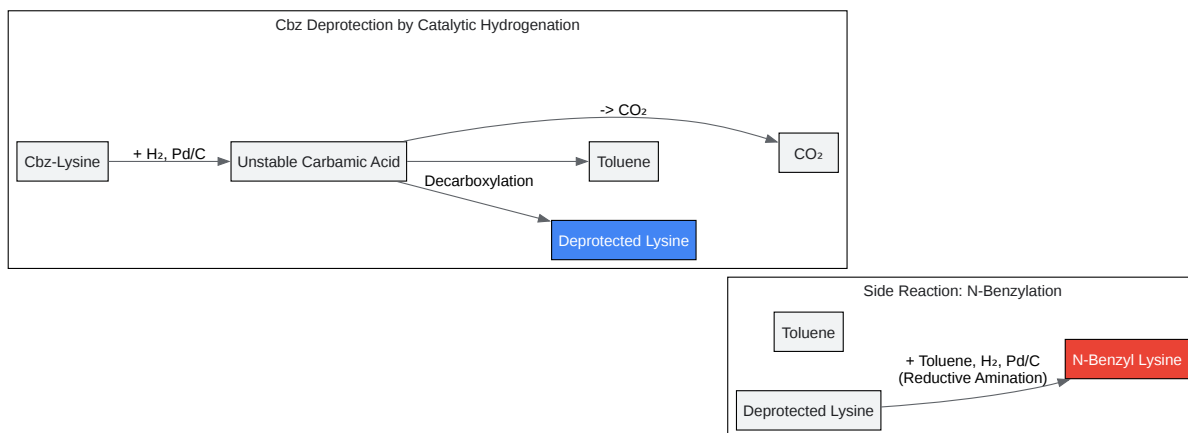 Cbz Deprotection by Catalytic Hydrogenation
-> CO₂
Cbz-Lysine
+ H₂, Pd/C
Unstable Carbamic Acid
Toluene
CO₂
Decarboxylation
Deprotected Lysine
Side Reaction: N-Benzylation
Toluene
+ Toluene, H₂, Pd/C
(Reductive Amination)
N-Benzyl Lysine
Deprotected Lysine